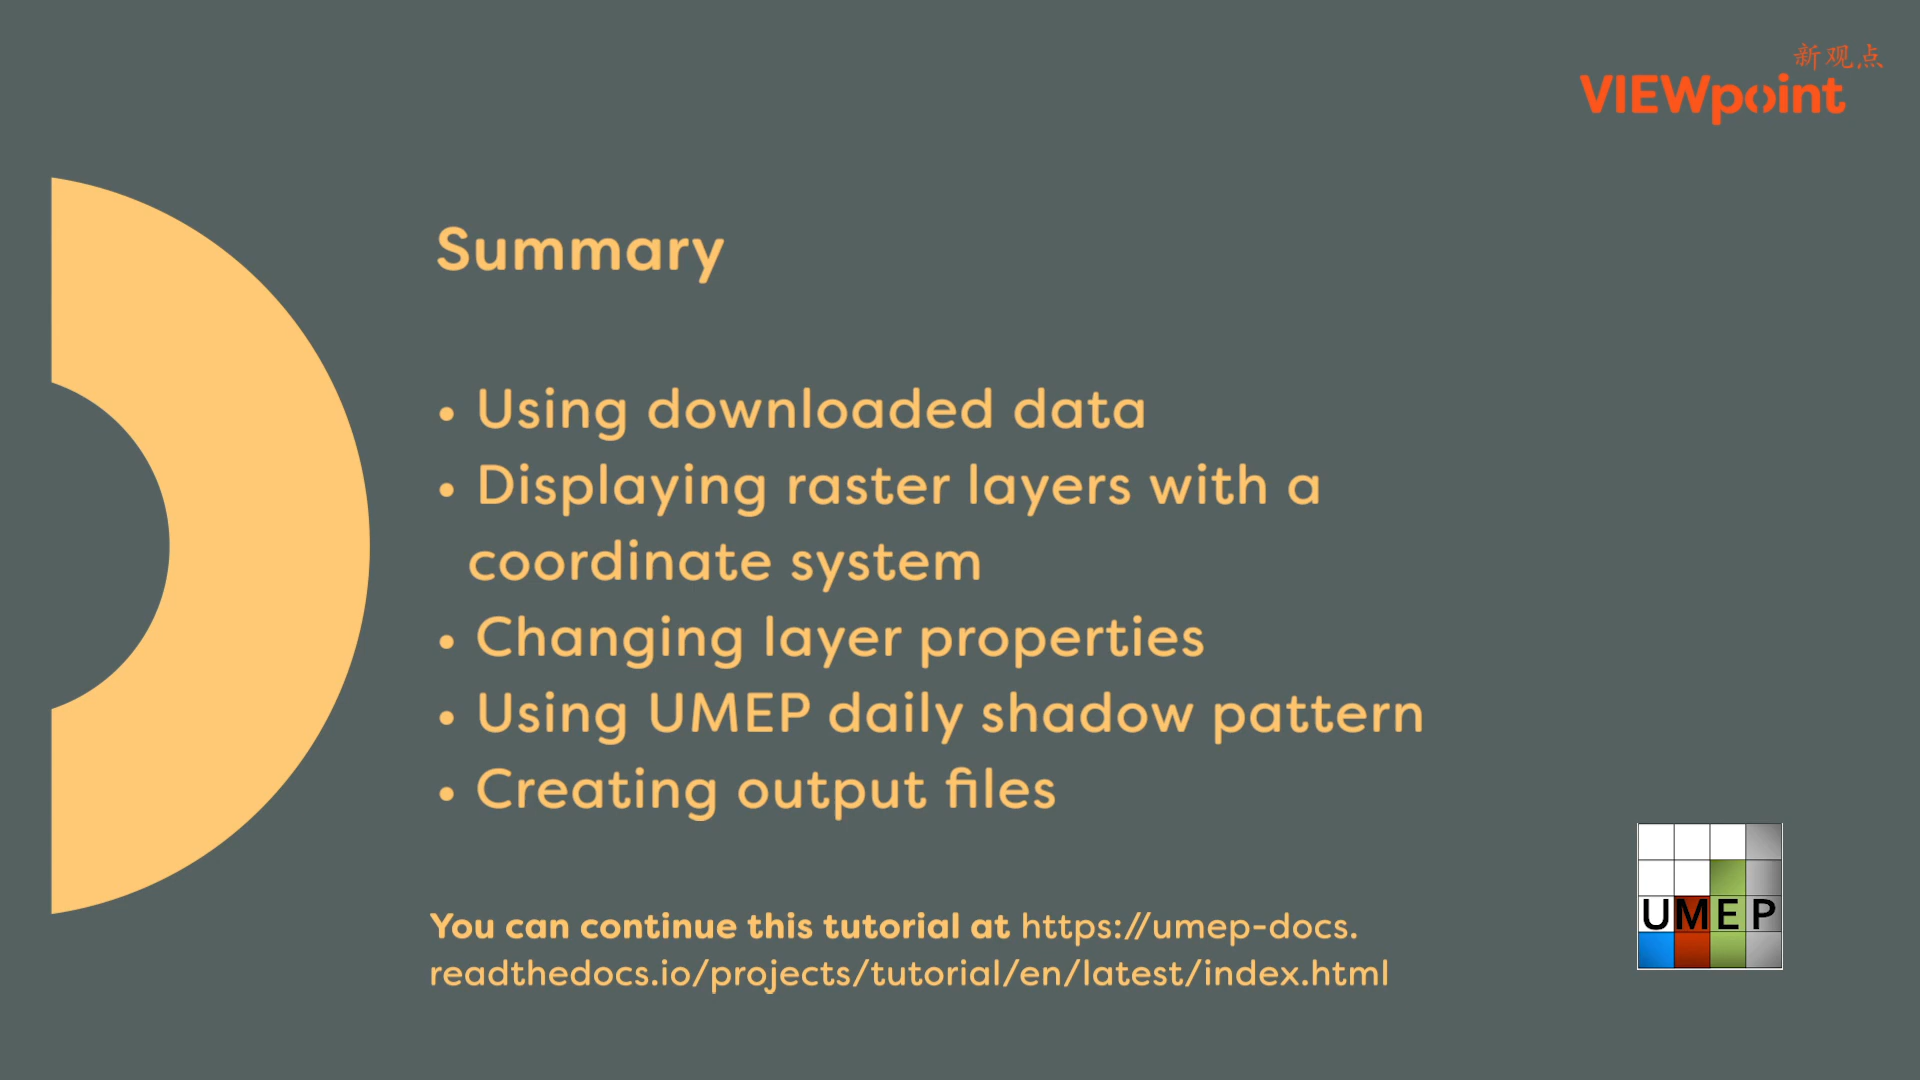 新观点
VIEWpoint
Summary
• Using downloaded data
• Displaying raster layers with a
coordinate system
• Changing layer properties
• Using UMEP daily shadow pattern
• Creating output files
You can continue this tutorial at https://umep-docs.
readthedocs.io/projects/tutorial/en/latest/index.html
UMEP